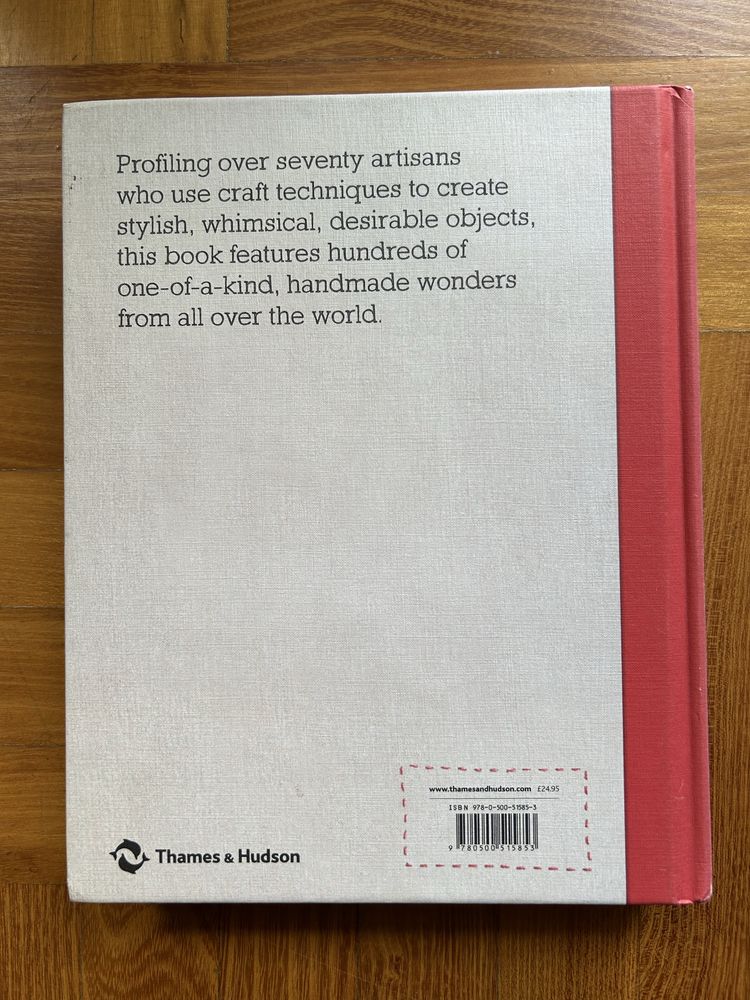 Profiling over seventy artisans
who use craft techniques to create
stylish, whimsical, desirable objects,
this book features hundreds of
one-of-a-kind, handmade wonders
from all over the world.
www.thamesandhudson.com £24.95
ISBN 978-0-500-51585-3
9 780500 515853
Thames & Hudson